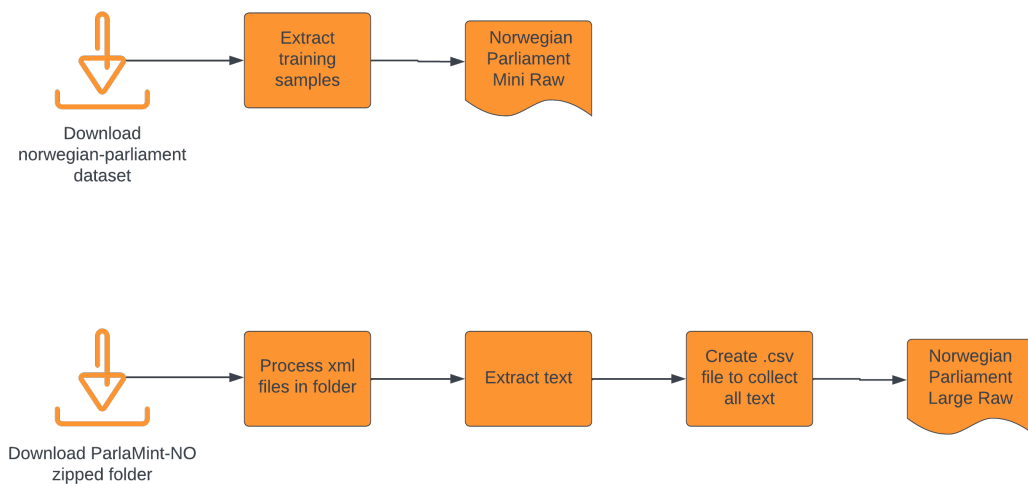 Extract
training
samples
Norwegian
Parliament
Mini Raw
Download
norwegian-parliament
dataset
Process xml
files in folder
Extract text
Create .csv
file to collect
all text
Norwegian
Parliament
Large Raw
Download ParlaMint-NO
zipped folder